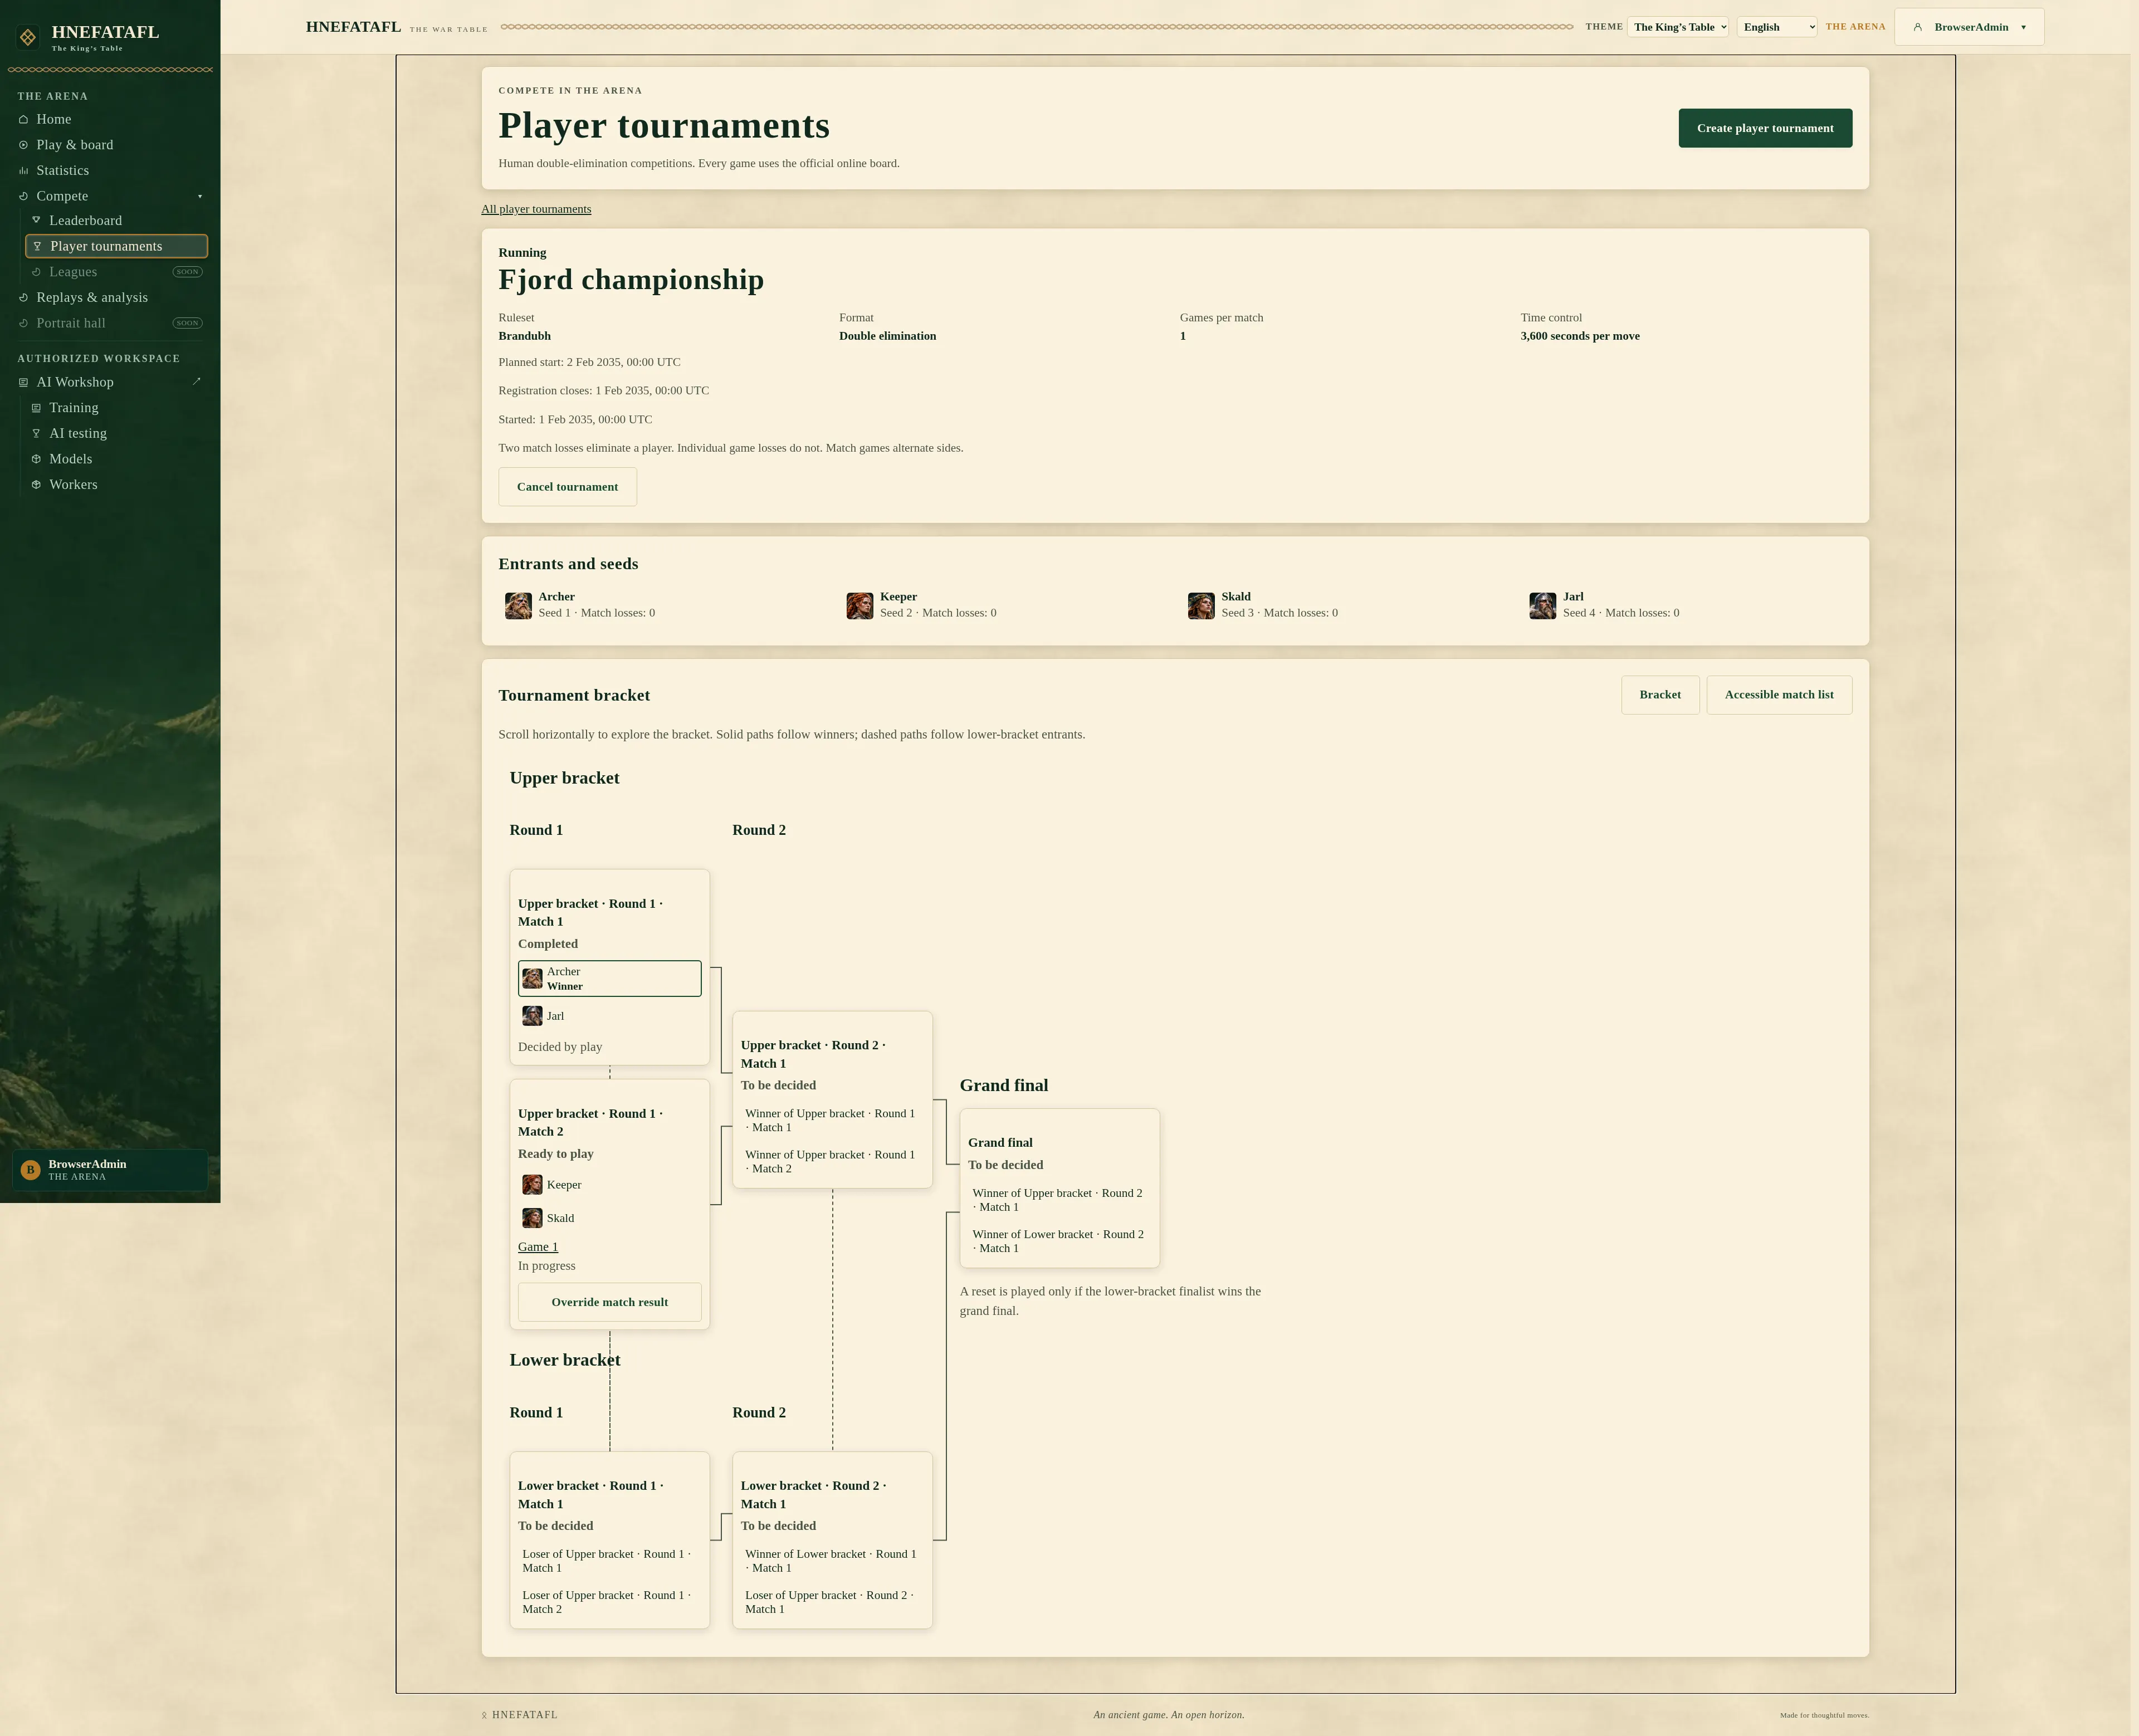 HNEFATAFL
The King's Table
THE ARENA
Home
Play & board
Statistics
Compete
Leaderboard
Player tournaments
Leagues SOON
Replays & analysis
Portrait hall SOON
AUTHORIZED WORKSPACE
AI Workshop
Training
AI testing
Models
Workers
B BrowserAdmin
THE ARENA
HNEFATAFL THE WAR TABLE THEME The King's Table English THE ARENA BrowserAdmin
COMPETE IN THE ARENA
Player tournaments
Create player tournament
Human double-elimination competitions. Every game uses the official online board.
All player tournaments
Running
Fjord championship
Ruleset Format Games per match Time control
Brandubh Double elimination 1 3,600 seconds per move
Planned start: 2 Feb 2035, 00:00 UTC
Registration closes: 1 Feb 2035, 00:00 UTC
Started: 1 Feb 2035, 00:00 UTC
Two match losses eliminate a player. Individual game losses do not. Match games alternate sides.
Cancel tournament
Entrants and seeds
Archer Keeper Skald Jarl
Seed 1 · Match losses: 0 Seed 2 · Match losses: 0 Seed 3 · Match losses: 0 Seed 4 · Match losses: 0
Tournament bracket Bracket Accessible match list
Scroll horizontally to explore the bracket. Solid paths follow winners; dashed paths follow lower-bracket entrants.
Upper bracket
Round 1 Round 2
Upper bracket · Round 1 ·
Match 1
Completed
Archer
Winner
Jarl
Decided by play
Upper bracket · Round 1 ·
Match 2
Ready to play
Keeper
Skald
Game 1
In progress
Override match result
Upper bracket · Round 2 ·
Match 1
To be decided
Winner of Upper bracket · Round 1
· Match 1
Winner of Upper bracket · Round 1
· Match 2
Grand final
Grand final
To be decided
Winner of Upper bracket · Round 2
· Match 1
Winner of Lower bracket · Round 2
· Match 1
A reset is played only if the lower-bracket finalist wins the
grand final.
Lower bracket
Round 1 Round 2
Lower bracket · Round 1 ·
Match 1
To be decided
Loser of Upper bracket · Round 1 ·
Match 1
Loser of Upper bracket · Round 1 ·
Match 2
Lower bracket · Round 2 ·
Match 1
To be decided
Winner of Lower bracket · Round 1
· Match 1
Loser of Upper bracket · Round 2 ·
Match 1
HNEFATAFL An ancient game. An open horizon. Made for thoughtful moves.